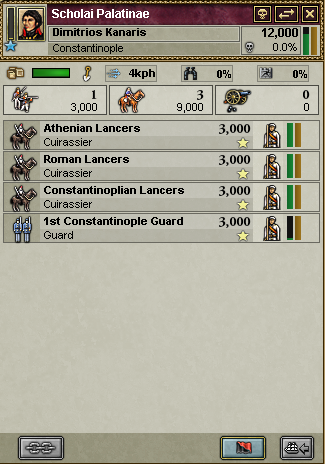 Scholai Palatinae
Dimitrios Kanaris 12,000
Constantinople 0.0%
4kph 0% 0%
1 3 0
3,000 9,000 0
Athenian Lancers 3,000
Cuirassier
Roman Lancers 3,000
Cuirassier
Constantinoplian Lancers 3,000
Cuirassier
1st Constantinople Guard 3,000
Guard